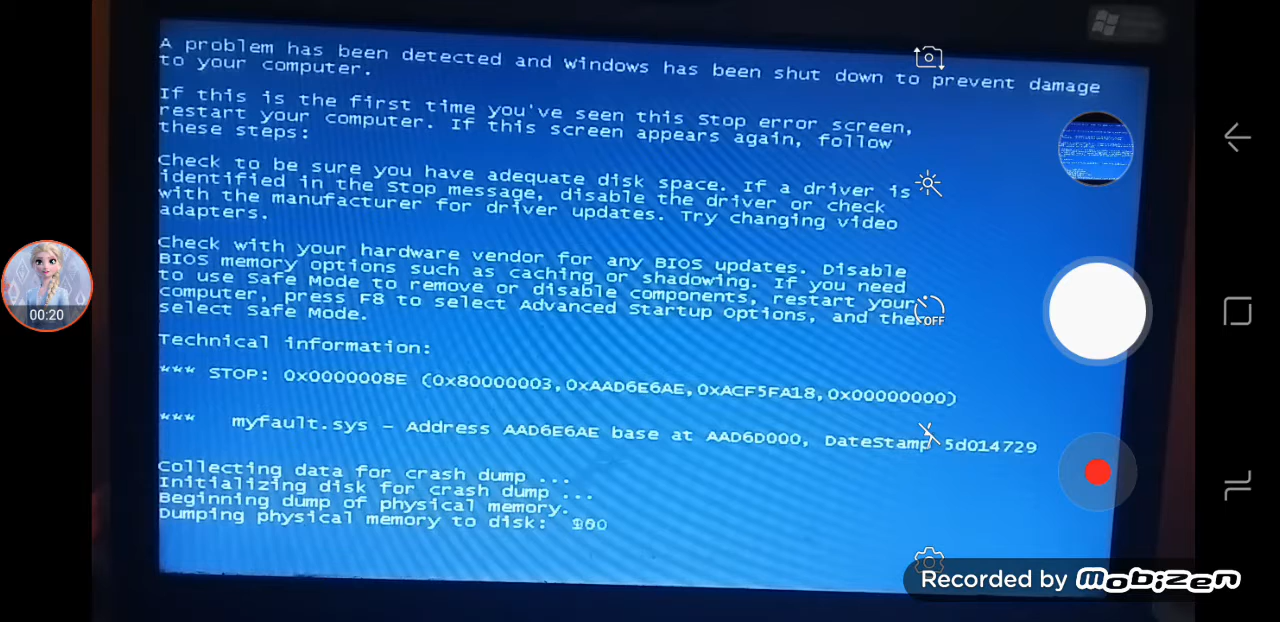 A problem has been detected and windows has been shut down to prevent damage
to your computer.
If this is the first time you've seen this Stop error screen,
restart your computer. If this screen appears again, follow
these steps:
Check to be sure you have adequate disk space. If a driver is
identified in the Stop message, disable the driver or check
with the manufacturer for driver updates. Try changing video
adapters.
Check with your hardware vendor for any BIOS updates. Disable
BIOS memory options such as caching or shadowing. If you need
to use Safe Mode to remove or disable components, restart your
computer, press F8 to select Advanced Startup Options, and then
select Safe Mode.
Technical information:
*** STOP: 0x0000008E (0x80000003,0xAAD6E6AE,0xACF5FA18,0x00000000)
*** myfault.sys - Address AAD6E6AE base at AAD6D000, DateStamp 5d014729
Collecting data for crash dump ...
Initializing disk for crash dump ...
Beginning dump of physical memory.
Dumping physical memory to disk: 100
00:20
OFF
Recorded by Mobizen